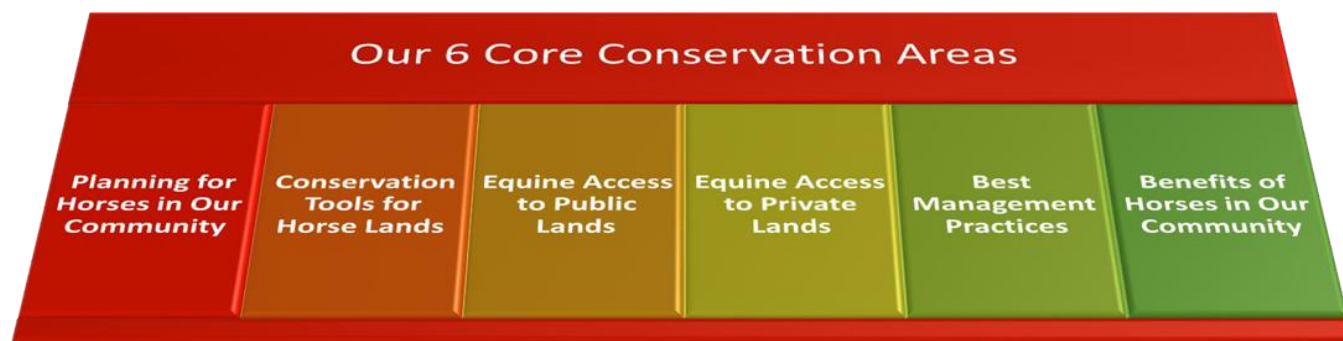 Our 6 Core Conservation Areas
Planning for
Horses in Our
Community
Conservation
Tools for
Horse Lands
Equine Access
to Public
Lands
Equine Access
to Private
Lands
Best
Management
Practices
Benefits of
Horses in Our
Community